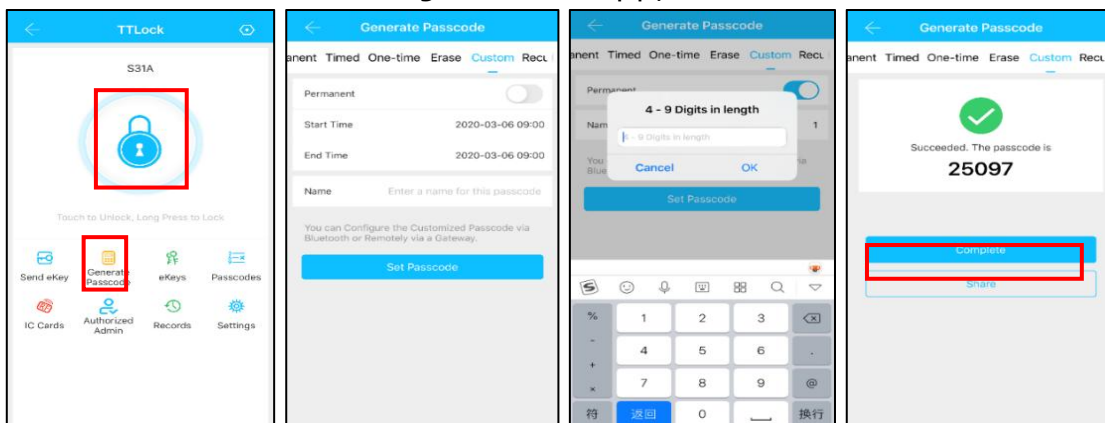 TTLock
S31A
Touch to Unlock, Long Press to Lock
Send eKey
Generate
Passcode
eKeys
Passcodes
IC Cards
Authorized
Admin
Records
Settings
Generate Passcode
anent Timed One-time Erase Custom Recu
Permanent
Start Time 2020-03-06 09:00
End Time 2020-03-06 09:00
Name Enter a name for this passcode
You can Configure the Customized Passcode via
Bluetooth or Remotely via a Gateway.
Set Passcode
Generate Passcode
anent Timed One-time Erase Custom Recu
Permanent
4 - 9 Digits in length
Nam 1
4 - 9 Digits in length
You via
Blue
Cancel OK
Set Passcode
% 1 2 3
- 4 5 6 .
+
× 7 8 9 @
符 返回 0 换行
Generate Passcode
anent Timed One-time Erase Custom Recu
Succeeded. The passcode is
25097
Complete
Share